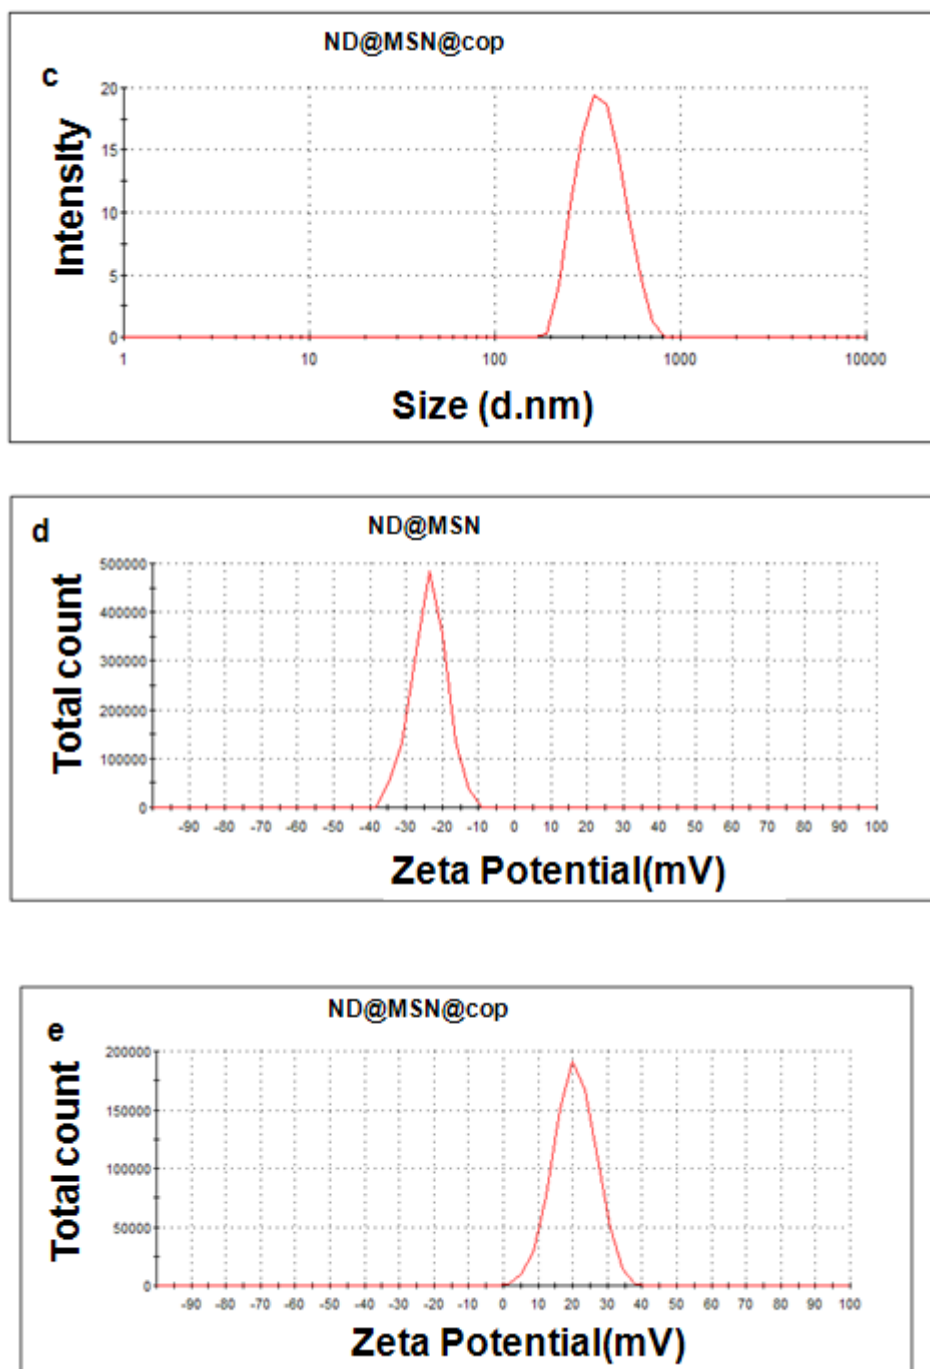 ND@MSN@cop
c
Intensity
20
15
10
5
0
1 10 100 1000 10000
Size (d.nm)
ND@MSN
d
Total count
500000
400000
300000
200000
100000
0
-90 -80 -70 -60 -50 -40 -30 -20 -10 0 10 20 30 40 50 60 70 80 90 100
Zeta Potential(mV)
ND@MSN@cop
e
Total count
200000
150000
100000
50000
0
-90 -80 -70 -60 -50 -40 -35 -20 -10 0 10 20 30 40 50 60 70 80 90 100
Zeta Potential(mV)